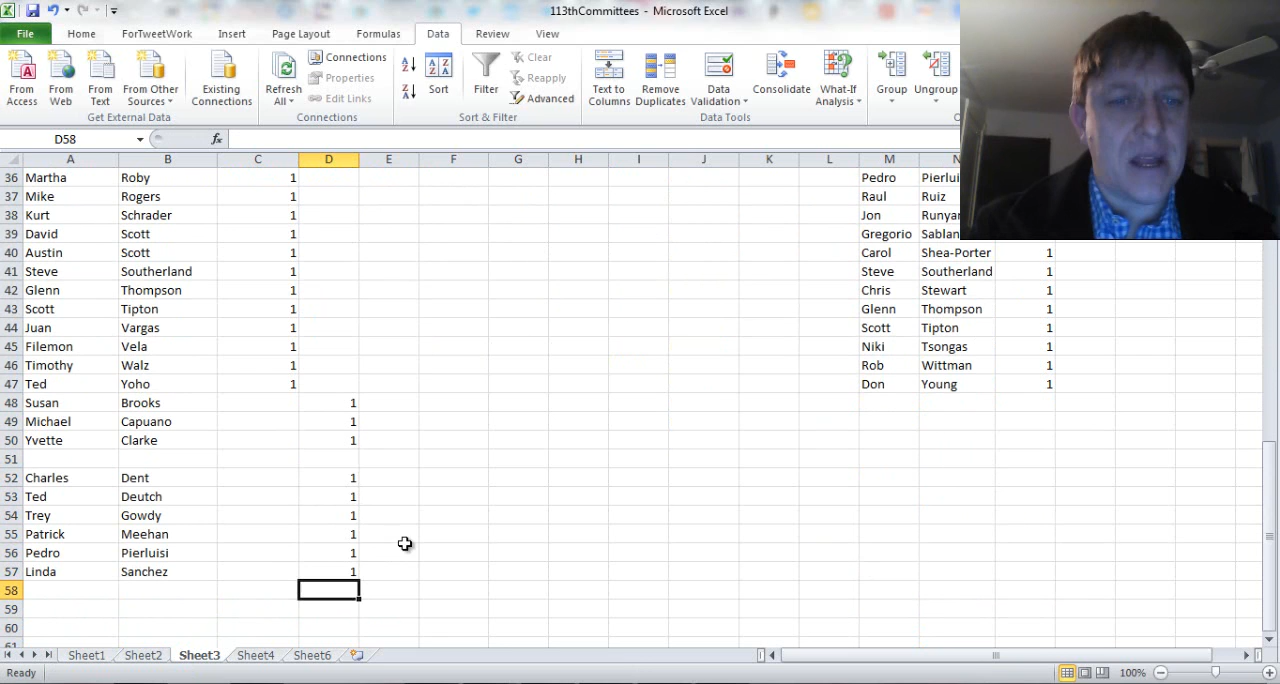 113thCommittees - Microsoft Excel
File Home ForTweetWork Insert Page Layout Formulas Data Review View
From Access From Web From Text From Other Sources Existing Connections Refresh All Connections Properties Edit Links Sort Filter Clear Reapply Advanced Text to Columns Remove Duplicates Data Validation Consolidate What-If Analysis Group Ungroup
Get External Data Connections Sort & Filter Data Tools
D58 fx
A B C D E F G H I J K L M N
36 Martha Roby 1 Pedro
37 Mike Rogers 1 Raul Ruiz
38 Kurt Schrader 1 Jon
39 David Scott 1 Gregorio
40 Austin Scott 1 Carol Shea-Porter 1
41 Steve Southerland 1 Steve Southerland 1
42 Glenn Thompson 1 Chris Stewart 1
43 Scott Tipton 1 Glenn Thompson 1
44 Juan Vargas 1 Scott Tipton 1
45 Filemon Vela 1 Niki Tsongas 1
46 Timothy Walz 1 Rob Wittman 1
47 Ted Yoho 1 Don Young 1
48 Susan Brooks 1
49 Michael Capuano 1
50 Yvette Clarke 1
51
52 Charles Dent 1
53 Ted Deutch 1
54 Trey Gowdy 1
55 Patrick Meehan 1
56 Pedro Pierluisi 1
57 Linda Sanchez 1
58
59
60
61
Sheet1 Sheet2 Sheet3 Sheet4 Sheet6
Ready 100%